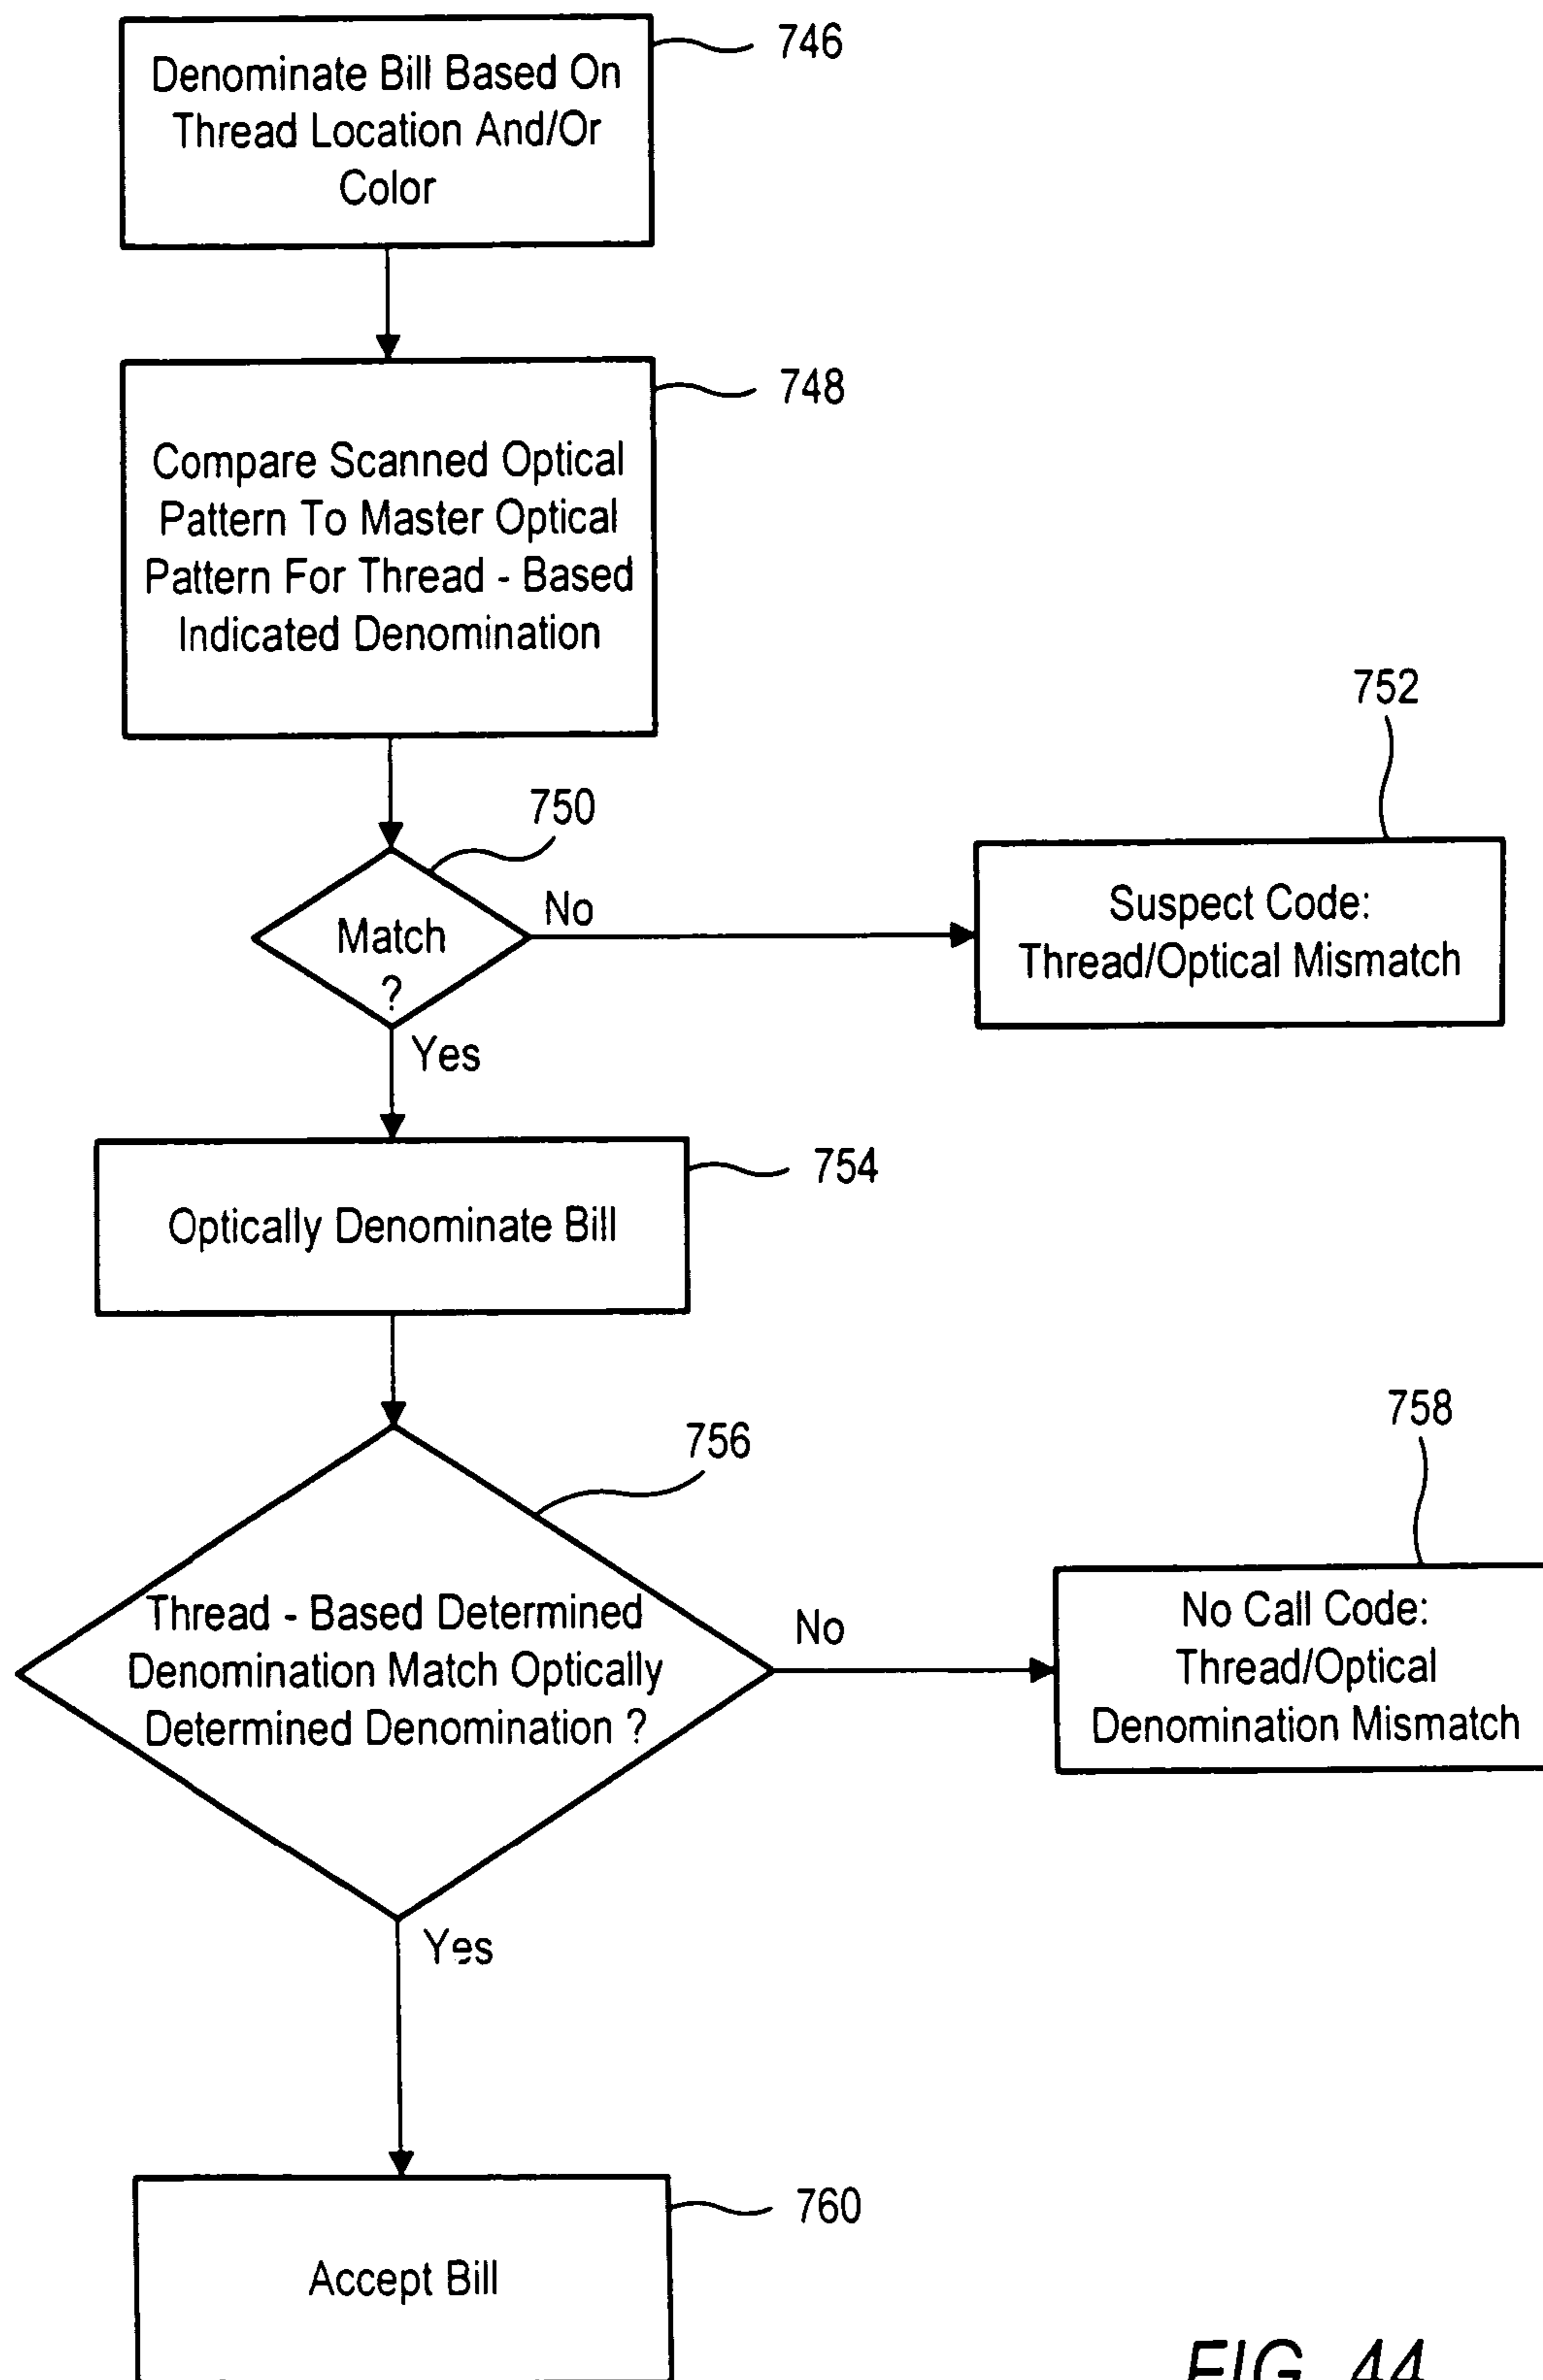 746
Denominate Bill Based On
Thread Location And/Or
Color
748
Compare Scanned Optical
Pattern To Master Optical
Pattern For Thread - Based
Indicated Denomination
752
750
No
Match
?
Suspect Code:
Thread/Optical Mismatch
Yes
754
Optically Denominate Bill
758
756
No Call Code:
Thread/Optical
Denomination Mismatch
Thread - Based Determined
Denomination Match Optically
Determined Denomination ?
No
Yes
760
Accept Bill
FIG. 44